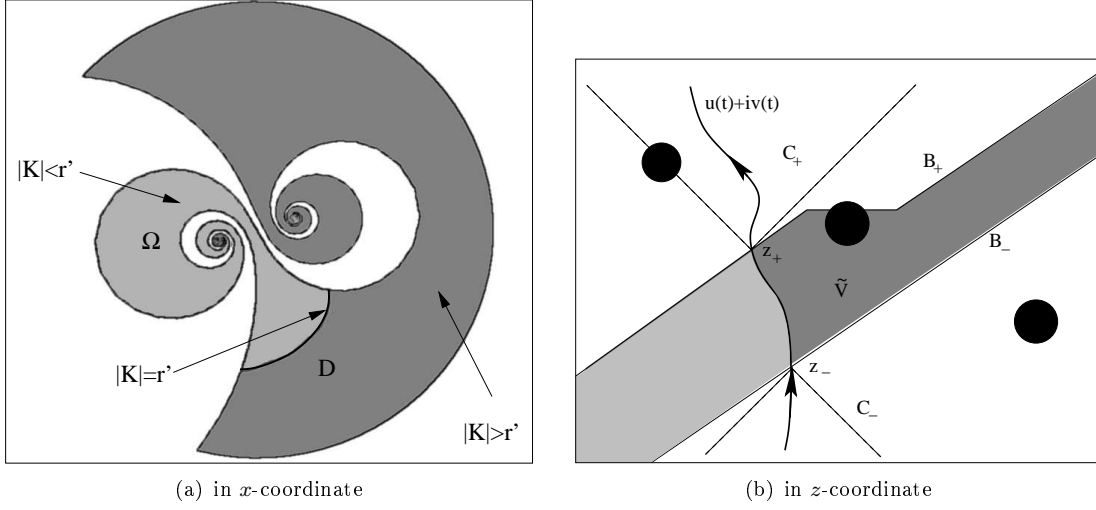 |K|<r’
Ω
|K|=r’
D
|K|>r’
(a) in x-coordinate
u(t)+iv(t)
C₊
B₊
B₋
z₊
Ṽ
z₋
C₋
(b) in z-coordinate